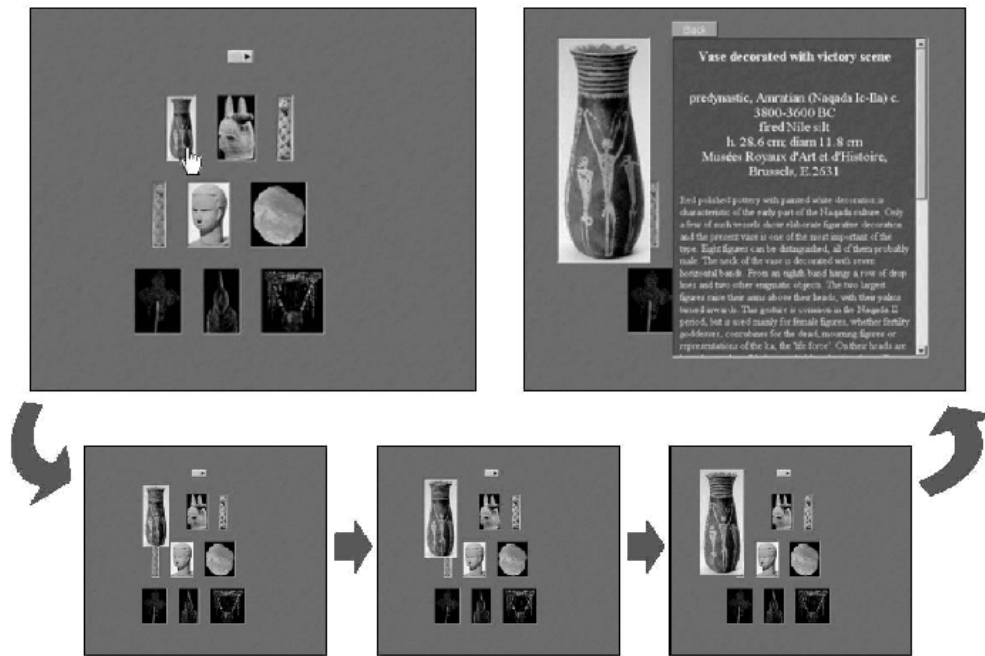 Back
Vase decorated with victory scene
predynastic, Amratian (Naqada Ic-IIa) c.
3800-3600 BC
fired Nile silt
h. 28.6 cm; diam 11.8 cm
Musées Royaux d'Art et d'Histoire,
Brussels, E.2631
Red polished pottery with painted white decoration is
characteristic of the early part of the Naqada culture. Only
a few of such vessels show elaborate figurative decoration
and the present vase is one of the most important of the
type. Eight figures can be distinguished, all of them probably
male. The neck of the vase is decorated with seven
horizontal bands. From an eighth band hangs a row of drop
lines and two other enigmatic objects. The two largest
figures raise their arms above their heads, with their palms
turned inwards. This gesture is common in the Naqada II
period, but is used mainly for female figures, whether fertility
goddesses, concubines for the dead, mourning figures or
representations of the ka, the 'life force'. On their heads are